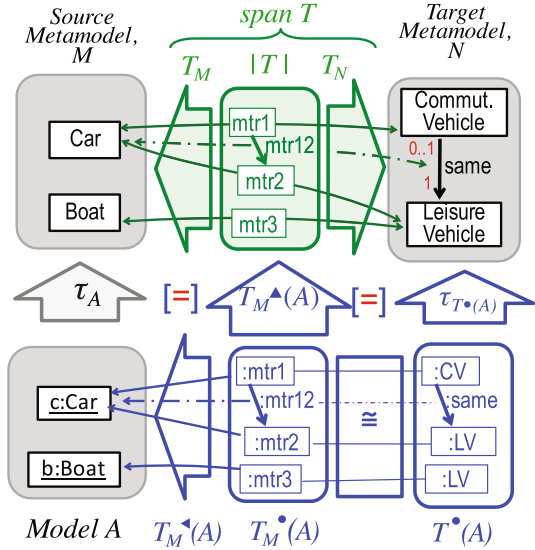 Source
Metamodel,
M
span T
Target
Metamodel,
N
T_M
| T |
T_N
Car
Boat
mtr1
mtr12
mtr2
mtr3
Commut.
Vehicle
0..1
same
1
Leisure
Vehicle
τ_A
[=]
T_M▲(A)
[=]
τ_T•(A)
c:Car
b:Boat
:mtr1
:mtr12
:mtr2
:mtr3
≅
:CV
:same
:LV
:LV
Model A
T_M◄(A)
T_M•(A)
T•(A)